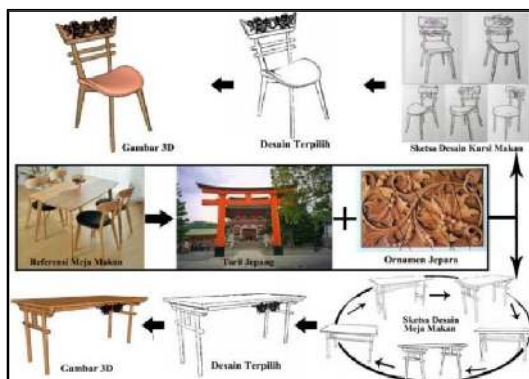 Gambar 3D
Desain Terpilih
Sketsa Desain Kursi Makan
Referensi Meja Makan
Torii Jepang
Ornamen Jepara
Sketsa Desain
Meja Makan
Gambar 3D
Desain Terpilih